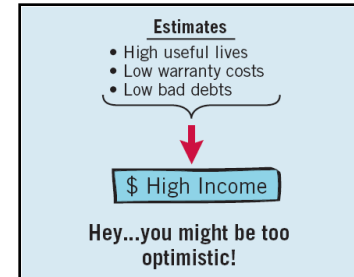 Estimates
• High useful lives
• Low warranty costs
• Low bad debts
$ High Income
Hey...you might be too
optimistic!